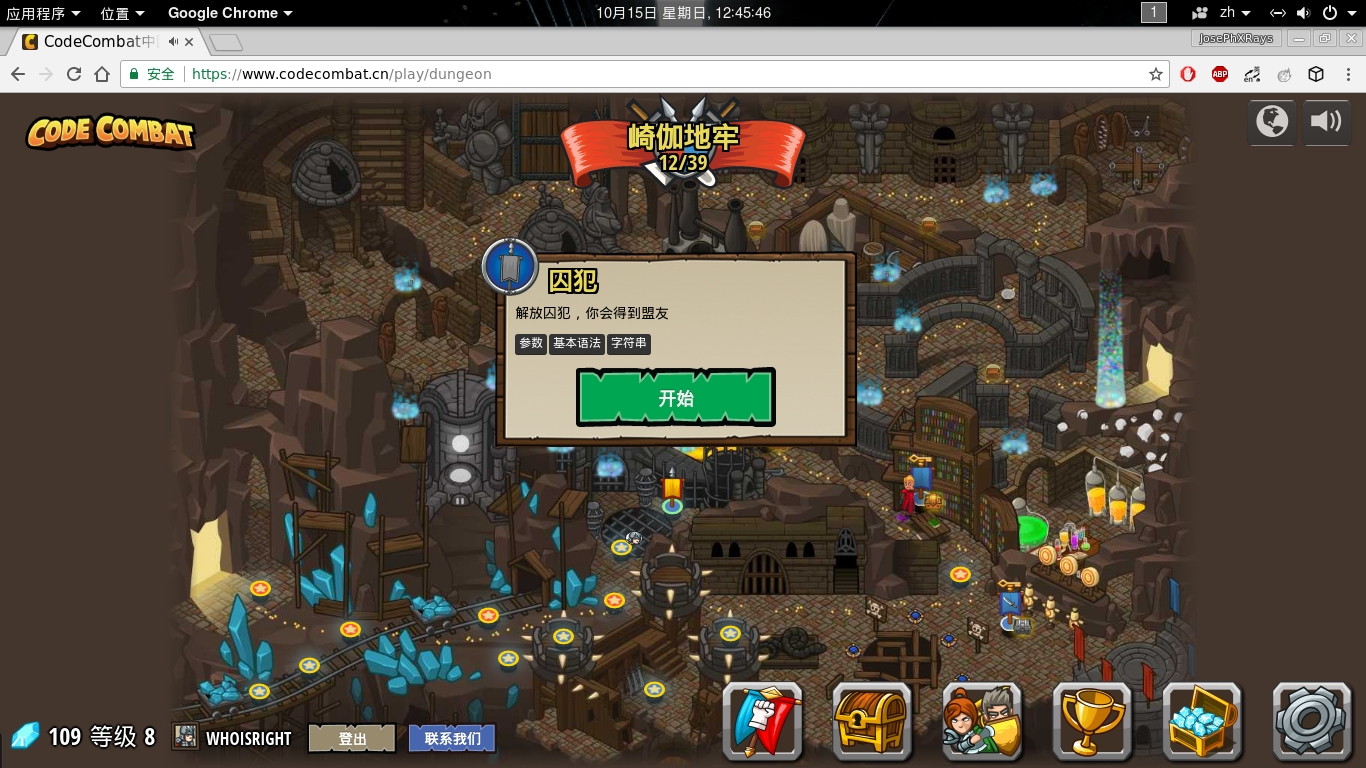 应用程序 位置 Google Chrome 10月15日 星期日, 12:45:46 1 zh
CodeCombat中 JosePhXRays
安全 https://www.codecombat.cn/play/dungeon ABP en
CODE COMBAT
崎伽地牢
12/39
囚犯
解放囚犯，你会得到盟友
参数 基本语法 字符串
开始
109 等级 8 WHOISRIGHT 登出 联系我们